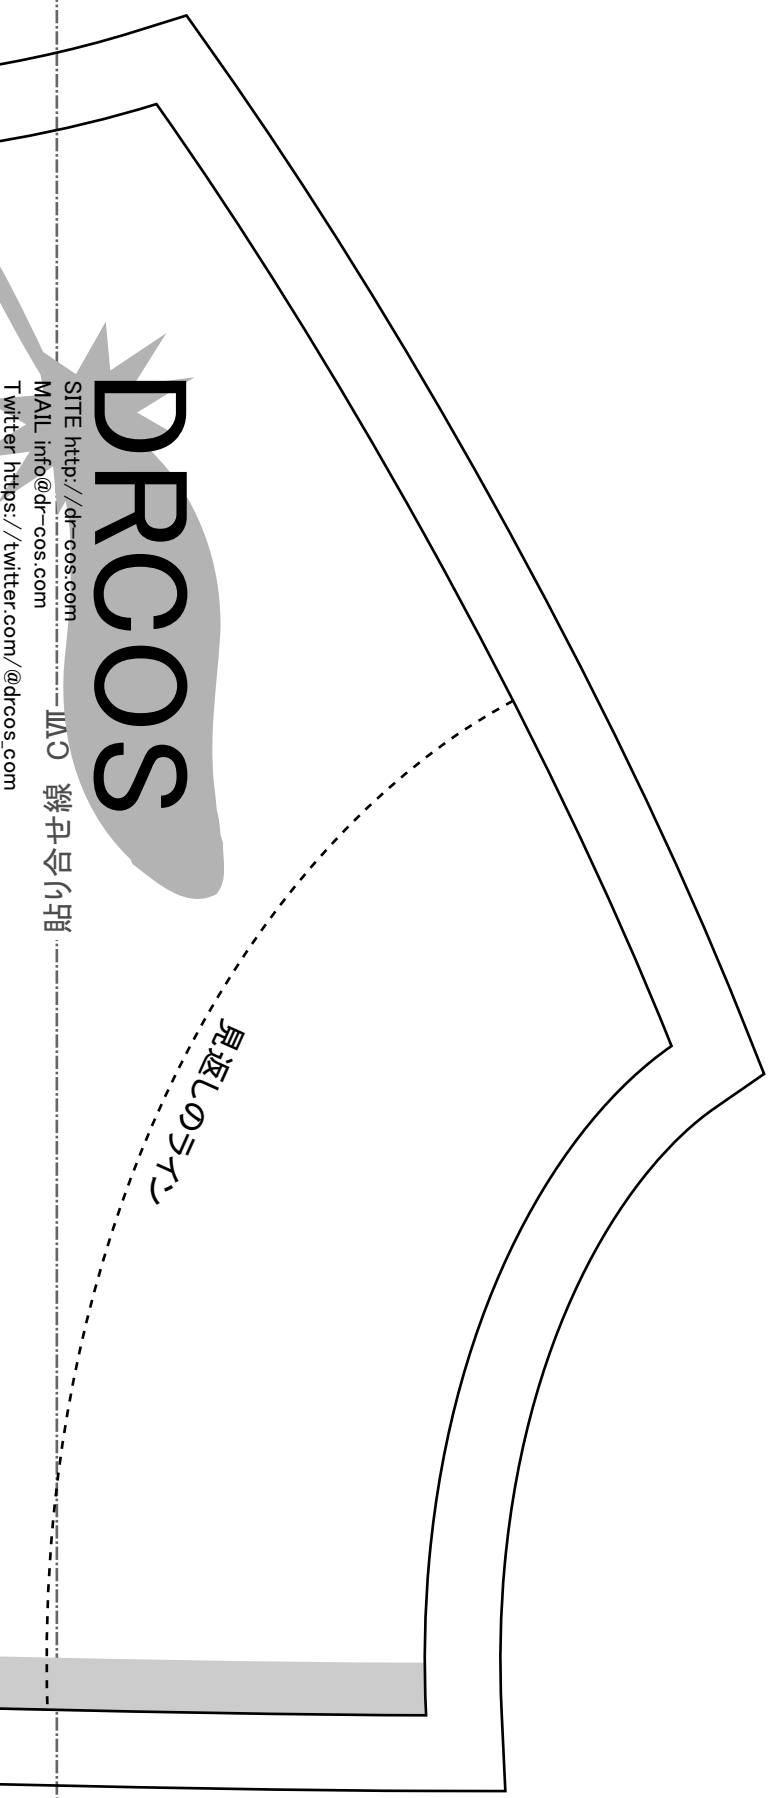 DRCOS
SITE http://dr-cos.com
MAIL info@dr-cos.com
Twitter https://twitter.com/@drcos_com
貼り合せ線 CⅦ
見返しのライン